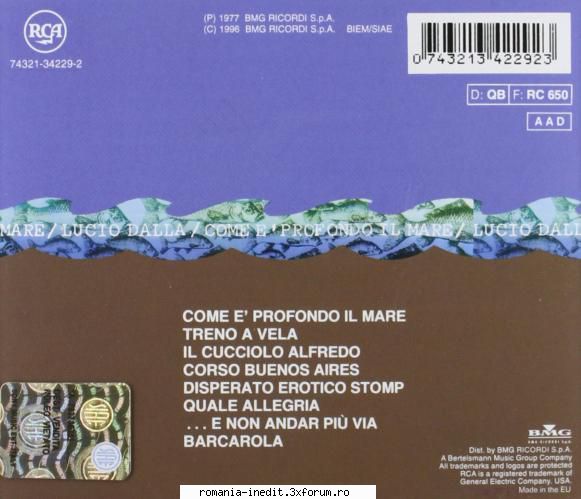 RCA
74321-34229-2
(P) 1977 BMG RICORDI S.p.A.
(C) 1996 BMG RICORDI S.p.A. BIEM/SIAE
0 743213 422923
D: QB F: RC 650
AAD
MARE/LUCIO DALLA/COME E' PROFONDO IL MARE/LUCIO DALL
COME E' PROFONDO IL MARE
TRENO A VELA
IL CUCCIOLO ALFREDO
CORSO BUENOS AIRES
DISPERATO EROTICO STOMP
QUALE ALLEGRIA
. . . E NON ANDAR PIÙ VIA
BARCAROLA
BMG
BMG RICORDI SpA
Dist. by BMG RICORDI S.p.A.
A Bertelsmann Music Group Company
All trademarks and logos are protected
RCA is a registered trademark of
General Electric Company, USA.
Made in the EU
romania-inedit.3xforum.ro